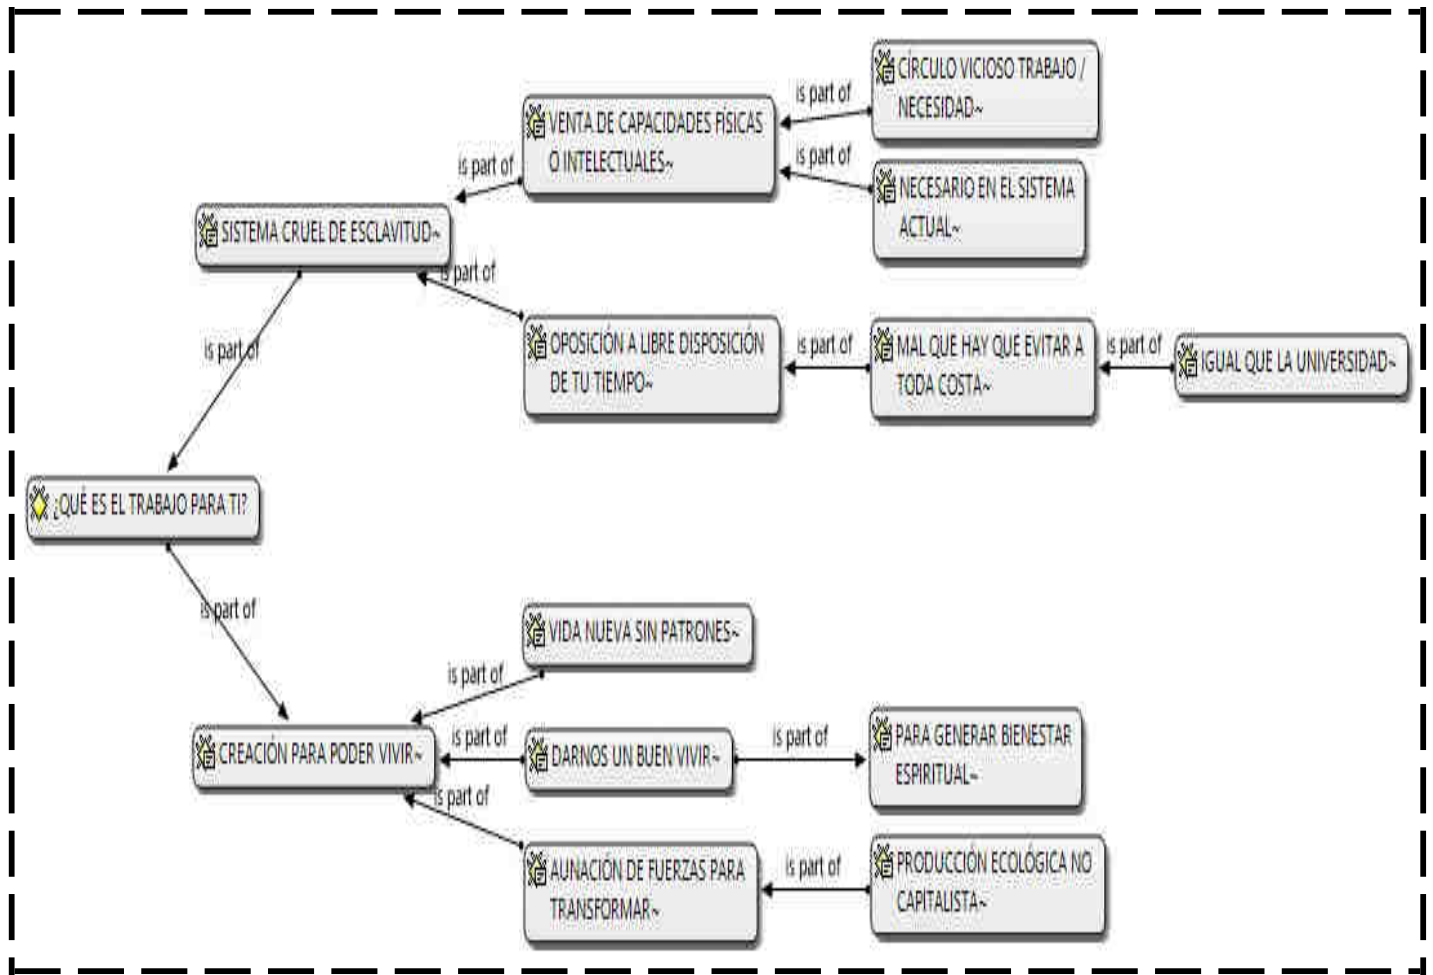 CÍRCULO VICIOSO TRABAJO /
NECESIDAD~
is part of
VENTA DE CAPACIDADES FÍSICAS
O INTELECTUALES~
is part of
is part of
NECESARIO EN EL SISTEMA
ACTUAL~
SISTEMA CRUEL DE ESCLAVITUD~
is part of
is part of
OPOSICIÓN A LIBRE DISPOSICIÓN
DE TU TIEMPO~
is part of
MAL QUE HAY QUE EVITAR A
TODA COSTA~
is part of
IGUAL QUE LA UNIVERSIDAD~
¿QUÉ ES EL TRABAJO PARA TI?
is part of
VIDA NUEVA SIN PATRONES~
is part of
CREACIÓN PARA PODER VIVIR~
is part of
DARNOS UN BUEN VIVIR~
is part of
PARA GENERAR BIENESTAR
ESPIRITUAL~
is part of
AUNACIÓN DE FUERZAS PARA
TRANSFORMAR~
is part of
PRODUCCIÓN ECOLÓGICA NO
CAPITALISTA~